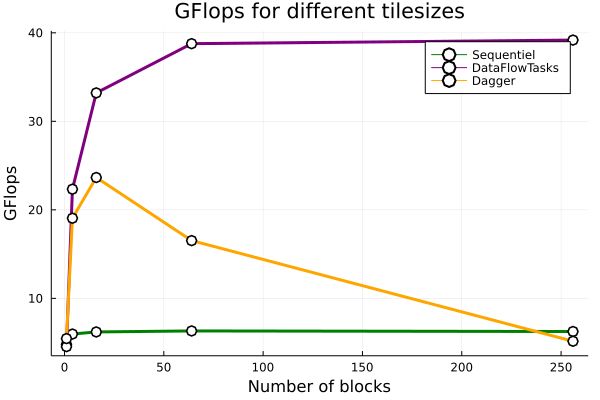 GFlops for different tilesizes
GFlops
40
30
20
10
Sequentiel
DataFlowTasks
Dagger
0
50
100
150
200
250
Number of blocks